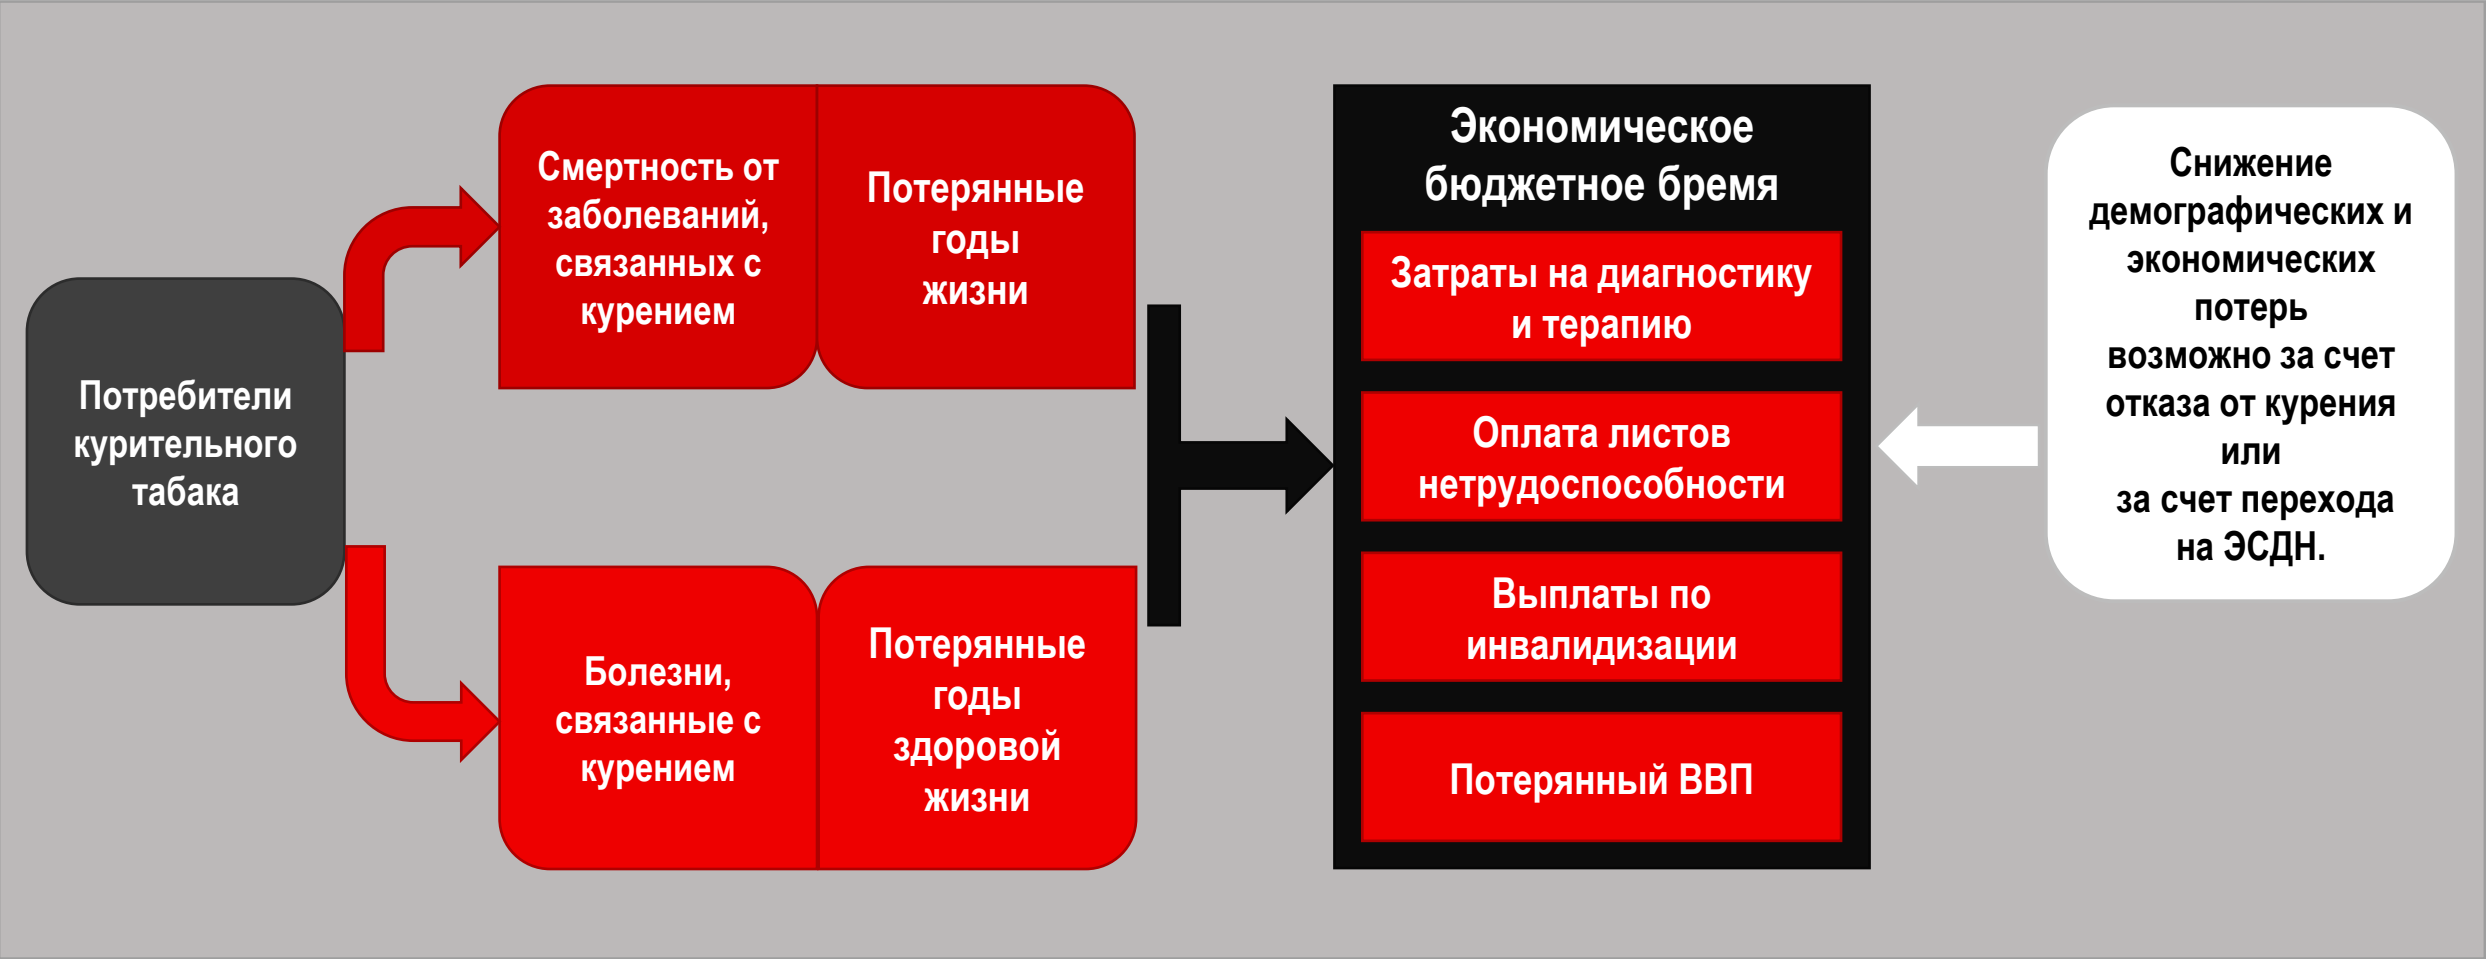 Потребители
курительного
табака
Смертность от
заболеваний,
связанных с
курением
Потерянные
годы
жизни
Болезни,
связанные с
курением
Потерянные
годы
здоровой
жизни
Экономическое
бюджетное бремя
Затраты на диагностику
и терапию
Оплата листов
нетрудоспособности
Выплаты по
инвалидизации
Потерянный ВВП
Снижение
демографических и
экономических
потерь
возможно за счет
отказа от курения
или
за счет перехода
на ЭСДН.